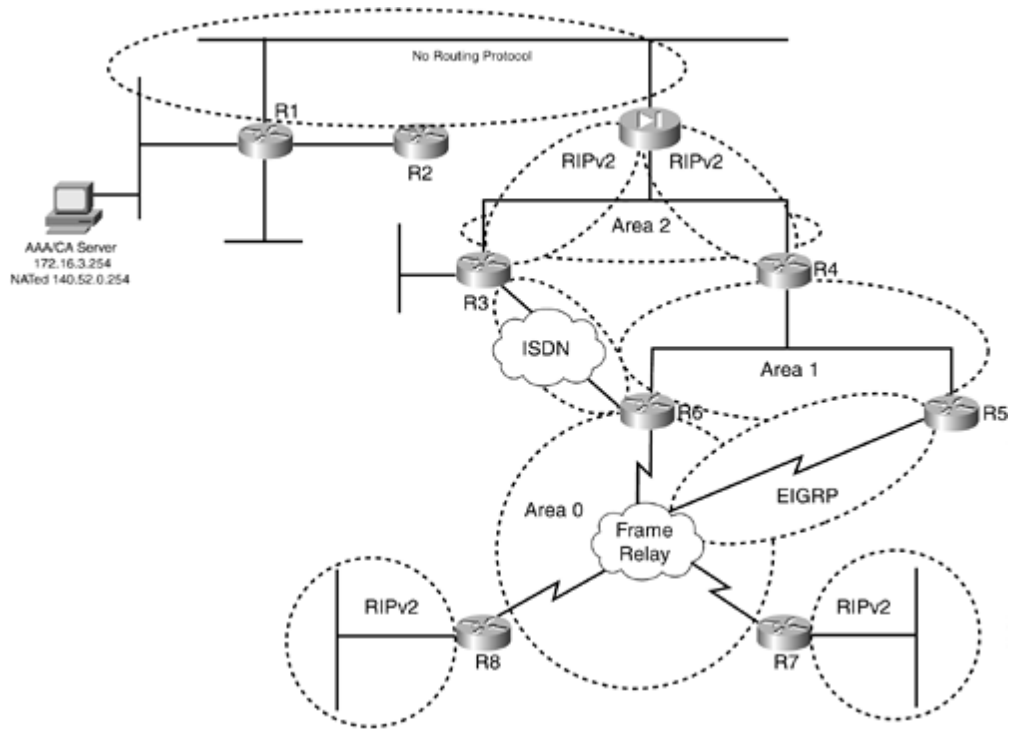 No Routing Protocol
R1
R2
RIPv2
RIPv2
AAA/CA Server
172.16.3.254
NATed 140.52.0.254
Area 2
R3
R4
ISDN
Area 1
R6
R5
EIGRP
Area 0
Frame
Relay
RIPv2
R8
R7
RIPv2